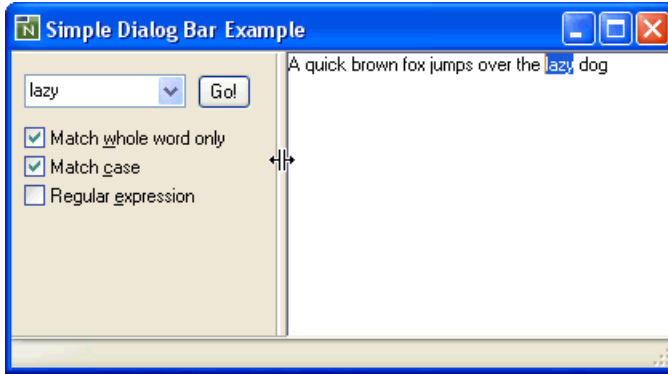 N Simple Dialog Bar Example
lazy Go!
Match whole word only
Match case
Regular expression
A quick brown fox jumps over the lazy dog